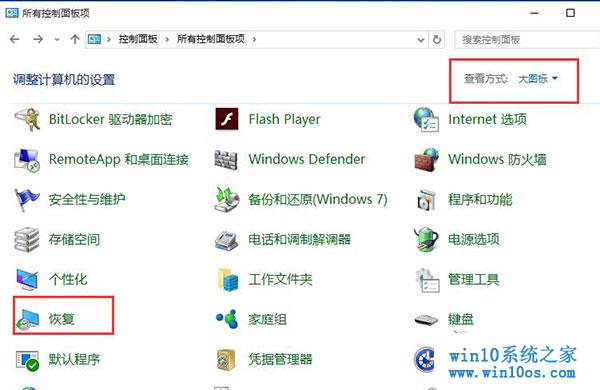 所有控制面板项
控制面板 › 所有控制面板项 ›
搜索控制面板
调整计算机的设置
查看方式: 大图标
BitLocker 驱动器加密
Flash Player
Internet 选项
RemoteApp 和桌面连接
Windows Defender
Windows 防火墙
安全性与维护
备份和还原(Windows 7)
程序和功能
存储空间
电话和调制解调器
电源选项
个性化
工作文件夹
管理工具
恢复
家庭组
键盘
默认程序
凭据管理器
win10系统之家
www.win10os.com